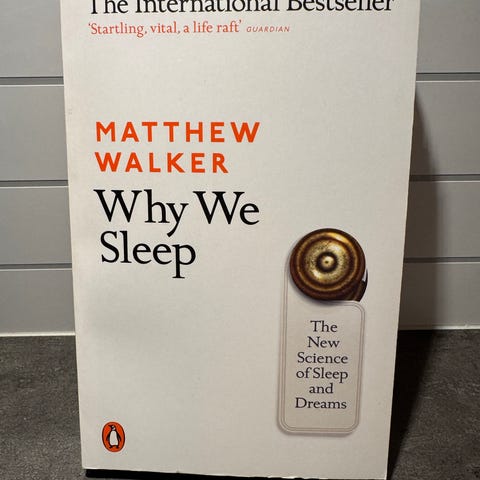 The International Bestseller
‘Startling, vital, a life raft’ GUARDIAN
MATTHEW
WALKER
Why We
Sleep
The
New
Science
of Sleep
and
Dreams